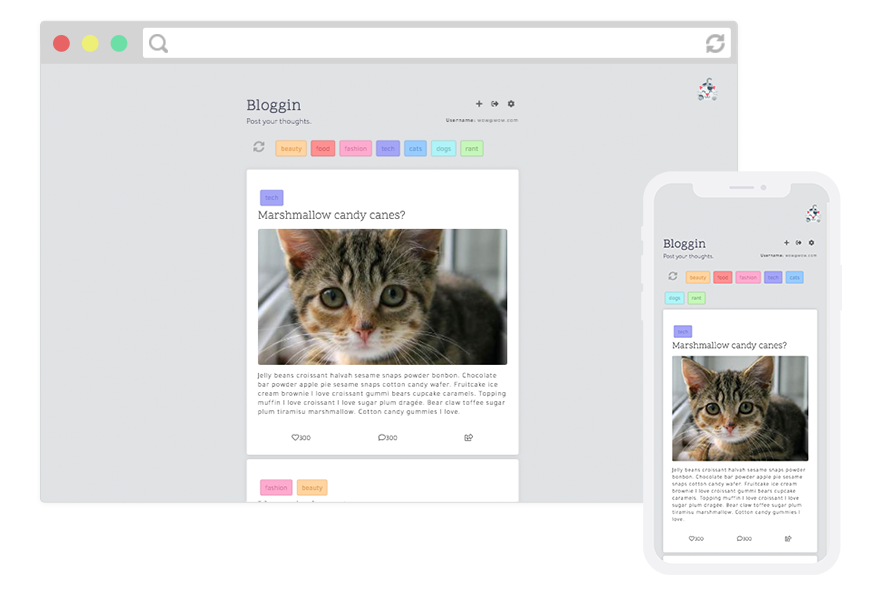 Bloggin
Post your thoughts.
Username: wow@wow.com
beauty food fashion tech cats dogs rant
tech
Marshmallow candy canes?
Jelly beans croissant halvah sesame snaps powder bonbon. Chocolate
bar powder apple pie sesame snaps cotton candy wafer. Fruitcake ice
cream brownie I love croissant gummi bears cupcake caramels. Topping
muffin I love croissant I love sugar plum dragée. Bear claw toffee sugar
plum tiramisu marshmallow. Cotton candy gummies I love.
300 300
fashion beauty
Bloggin
Post your thoughts.
Username: wow@wow.com
beauty food fashion tech cats
dogs rant
tech
Marshmallow candy canes?
Jelly beans croissant halvah sesame snaps powder
bonbon. Chocolate bar powder apple pie sesame
snaps cotton candy wafer. Fruitcake ice cream
brownie I love croissant gummi bears cupcake
caramels. Topping muffin I love croissant I love
sugar plum dragée. Bear claw toffee sugar plum
tiramisu marshmallow. Cotton candy gummies I
love.
300 300